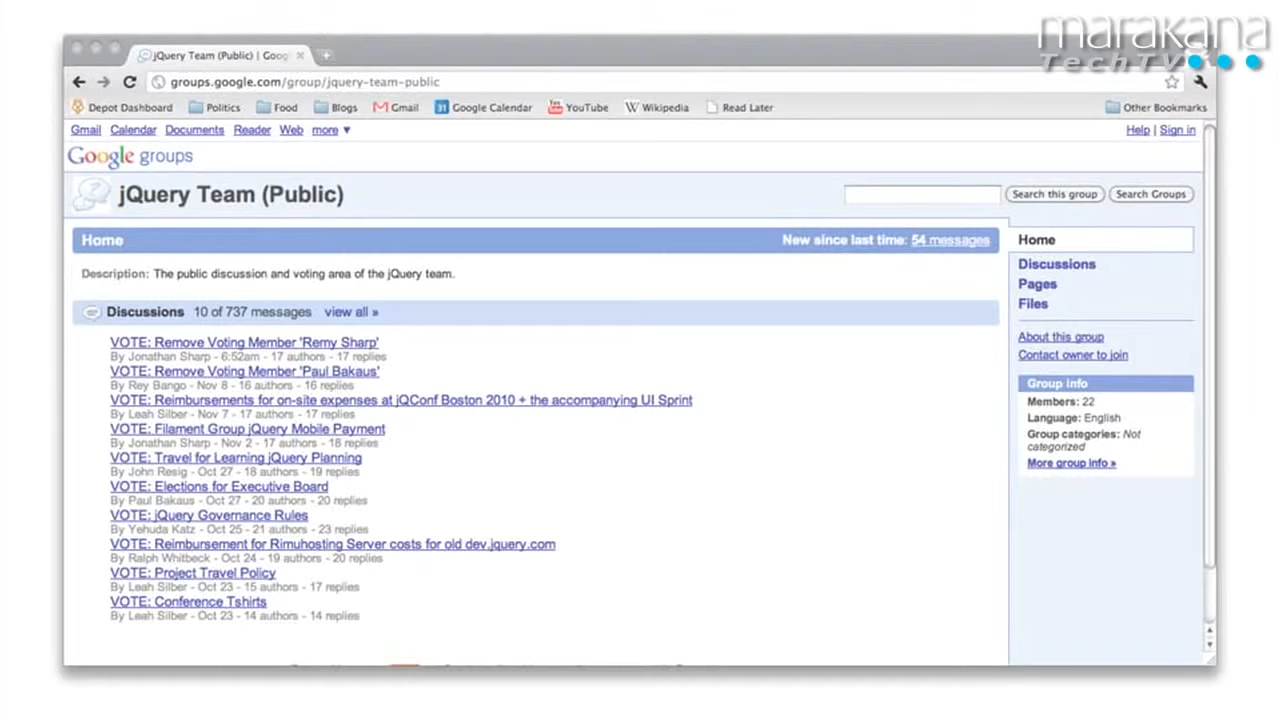 marakana
TechTV
jQuery Team (Public) | Goog
groups.google.com/group/jquery-team-public
Depot Dashboard Politics Food Blogs Gmail Google Calendar YouTube Wikipedia Read Later Other Bookmarks
Gmail Calendar Documents Reader Web more ▼ Help | Sign in
Google groups
jQuery Team (Public) Search this group Search Groups
Home New since last time: 54 messages
Home
Description: The public discussion and voting area of the jQuery team.
Discussions
Pages
Files
Discussions 10 of 737 messages view all »
About this group
Contact owner to join
VOTE: Remove Voting Member 'Remy Sharp'
By Jonathan Sharp - 6:52am - 17 authors - 17 replies
VOTE: Remove Voting Member 'Paul Bakaus'
By Rey Bango - Nov 8 - 16 authors - 16 replies
VOTE: Reimbursements for on-site expenses at jQConf Boston 2010 + the accompanying UI Sprint
By Leah Silber - Nov 7 - 17 authors - 17 replies
VOTE: Filament Group jQuery Mobile Payment
By Jonathan Sharp - Nov 2 - 17 authors - 18 replies
VOTE: Travel for Learning jQuery Planning
By John Resig - Oct 27 - 18 authors - 19 replies
VOTE: Elections for Executive Board
By Paul Bakaus - Oct 27 - 20 authors - 20 replies
VOTE: jQuery Governance Rules
By Yehuda Katz - Oct 25 - 21 authors - 23 replies
VOTE: Reimbursement for Rimuhosting Server costs for old dev.jquery.com
By Ralph Whitbeck - Oct 24 - 19 authors - 20 replies
VOTE: Project Travel Policy
By Leah Silber - Oct 23 - 15 authors - 17 replies
VOTE: Conference Tshirts
By Leah Silber - Oct 23 - 14 authors - 14 replies
Group info
Members: 22
Language: English
Group categories: Not
categorized
More group info »